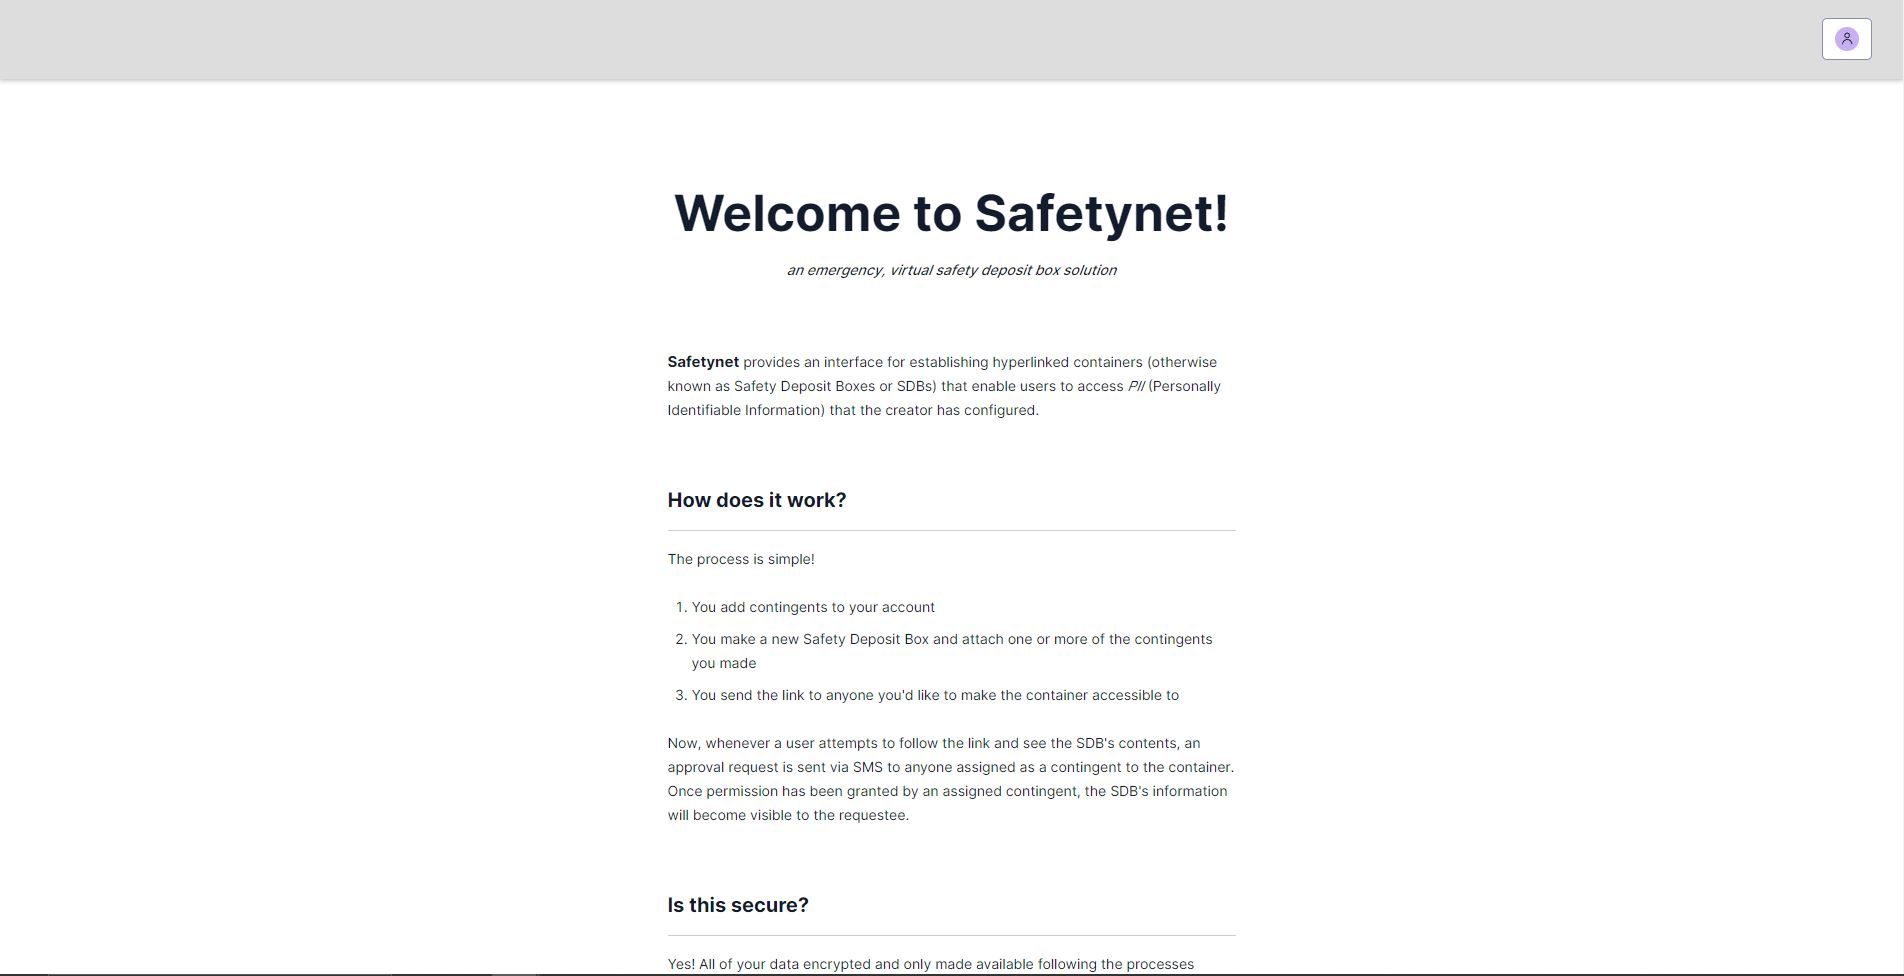 Welcome to Safetynet!
an emergency, virtual safety deposit box solution
Safetynet provides an interface for establishing hyperlinked containers (otherwise
known as Safety Deposit Boxes or SDBs) that enable users to access PII (Personally
Identifiable Information) that the creator has configured.
How does it work?
The process is simple!
1. You add contingents to your account
2. You make a new Safety Deposit Box and attach one or more of the contingents
you made
3. You send the link to anyone you'd like to make the container accessible to
Now, whenever a user attempts to follow the link and see the SDB's contents, an
approval request is sent via SMS to anyone assigned as a contingent to the container.
Once permission has been granted by an assigned contingent, the SDB's information
will become visible to the requestee.
Is this secure?
Yes! All of your data encrypted and only made available following the processes